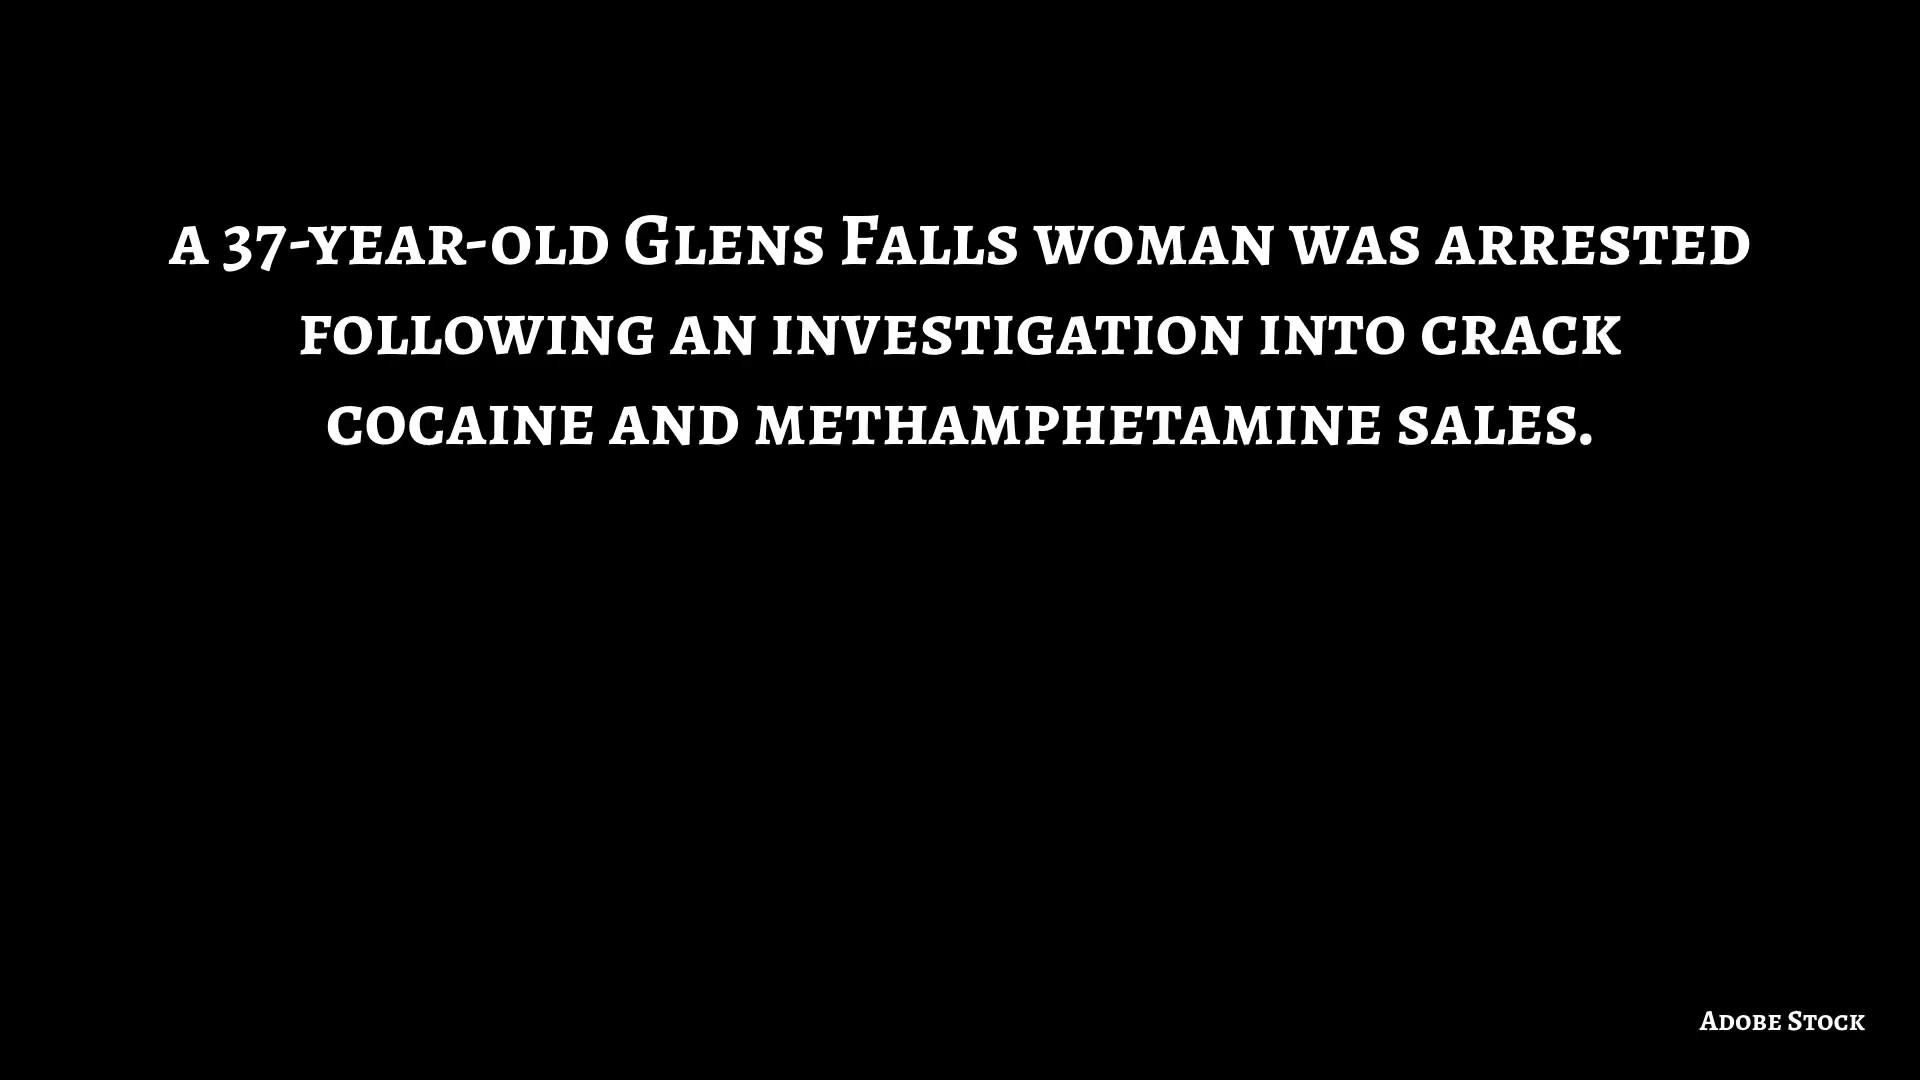 a 37-year-old Glens Falls woman was arrested
following an investigation into crack
cocaine and methamphetamine sales.
Adobe Stock